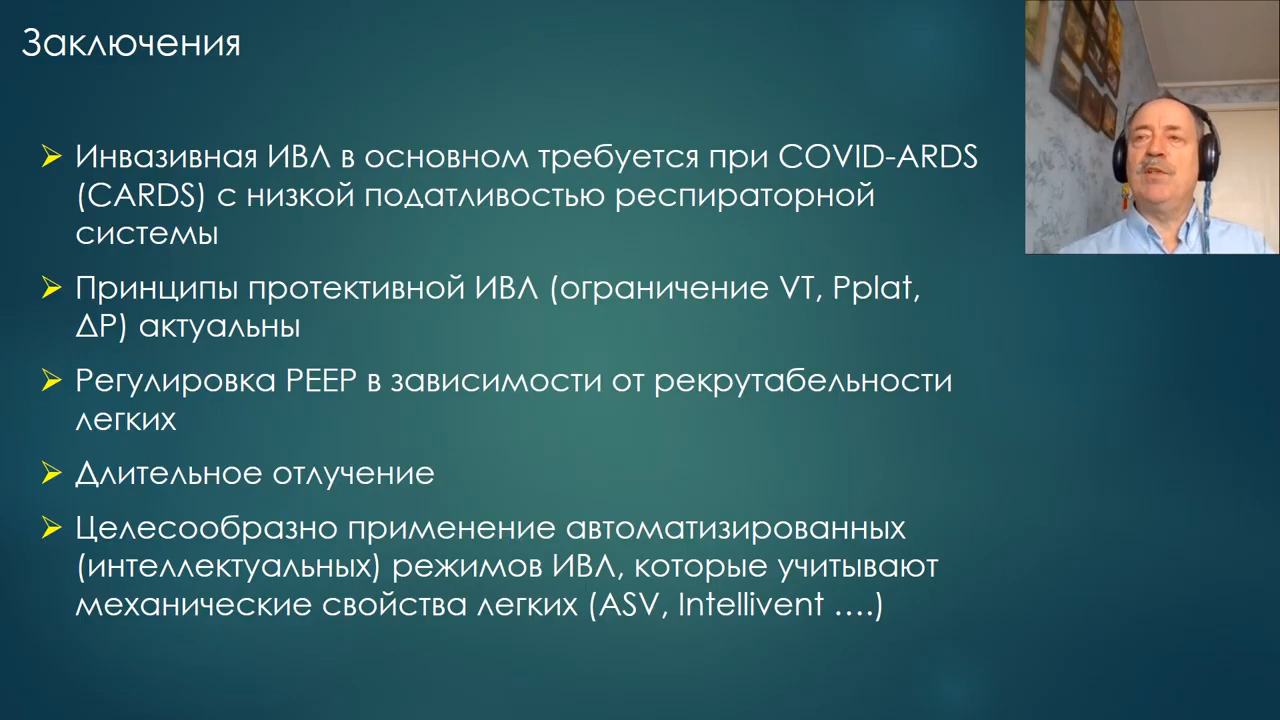 Заключения
Инвазивная ИВЛ в основном требуется при COVID-ARDS
(CARDS) с низкой податливостью респираторной
системы
Принципы протективной ИВЛ (ограничение VT, Pplat,
ΔP) актуальны
Регулировка PEEP в зависимости от рекрутабельности
легких
Длительное отлучение
Целесообразно применение автоматизированных
(интеллектуальных) режимов ИВЛ, которые учитывают
механические свойства легких (ASV, Intellivent ....)